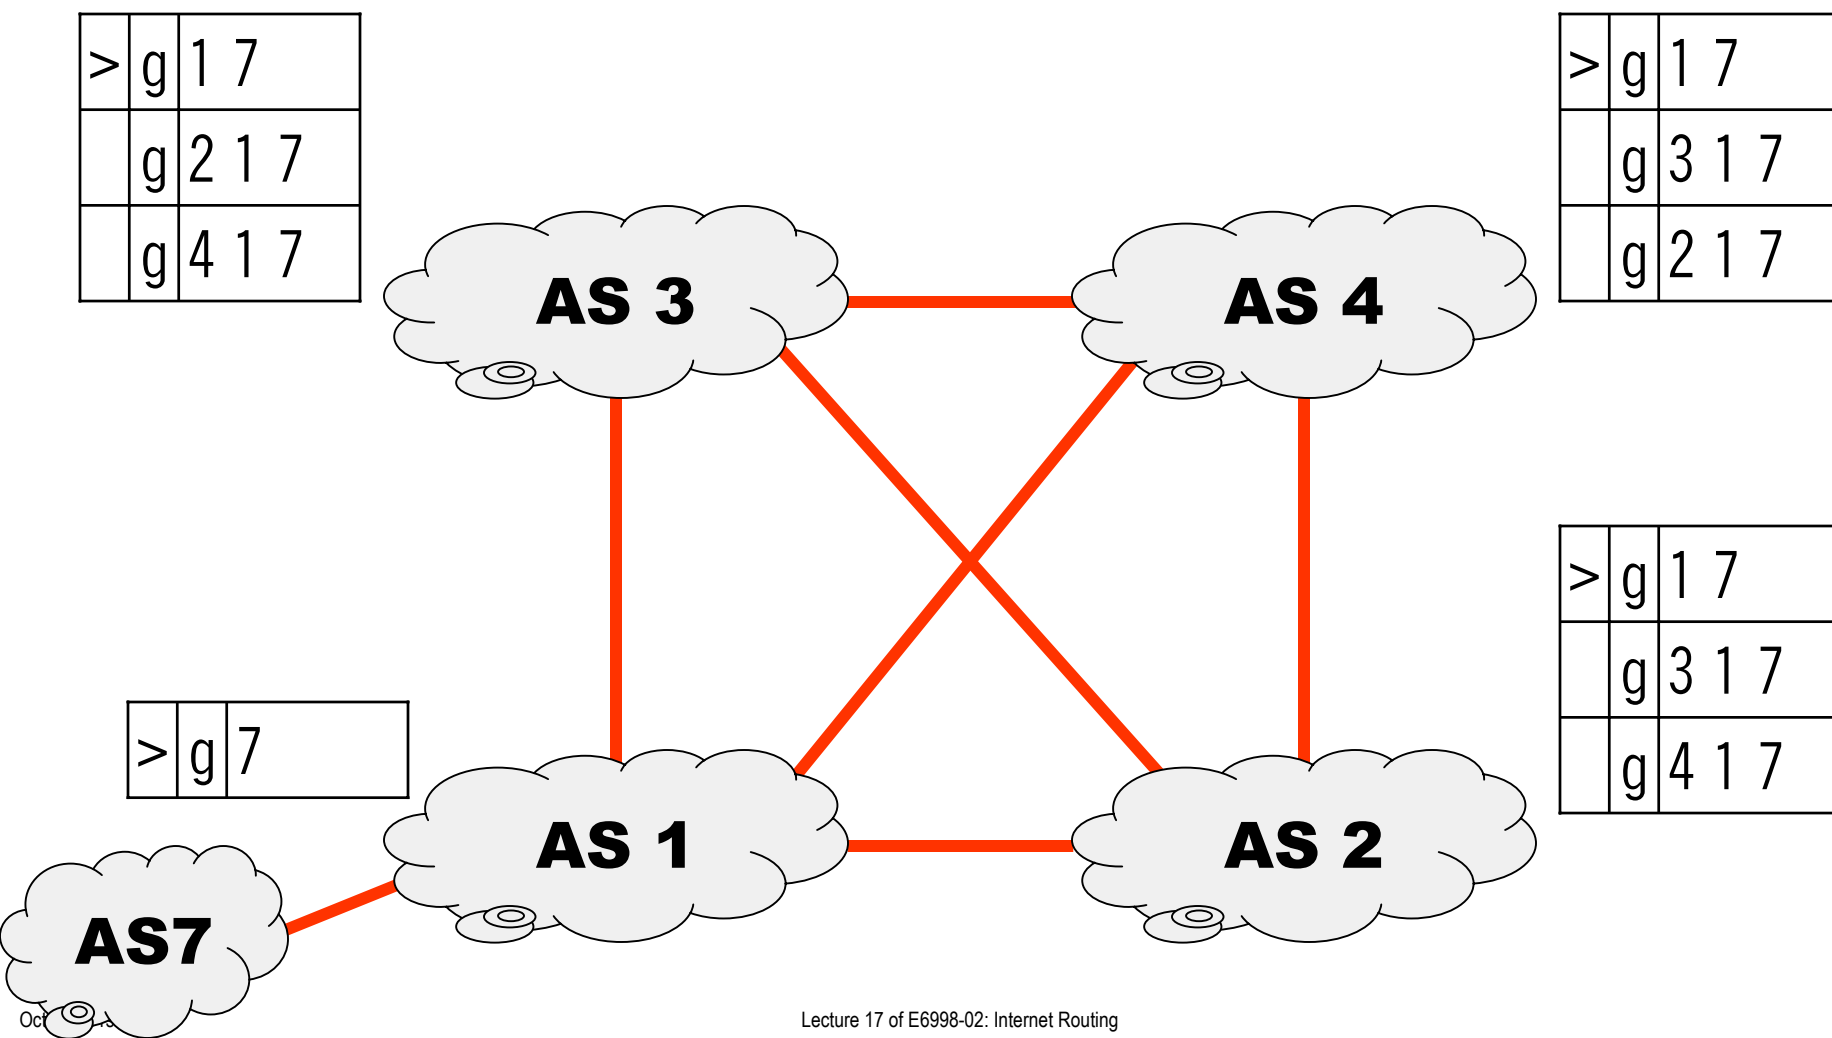 > g 1 7
g 2 1 7
g 4 1 7
> g 1 7
g 3 1 7
g 2 1 7
AS 3
AS 4
> g 1 7
g 3 1 7
g 4 1 7
> g 7
AS 1
AS 2
AS7
Oct
Lecture 17 of E6998-02: Internet Routing